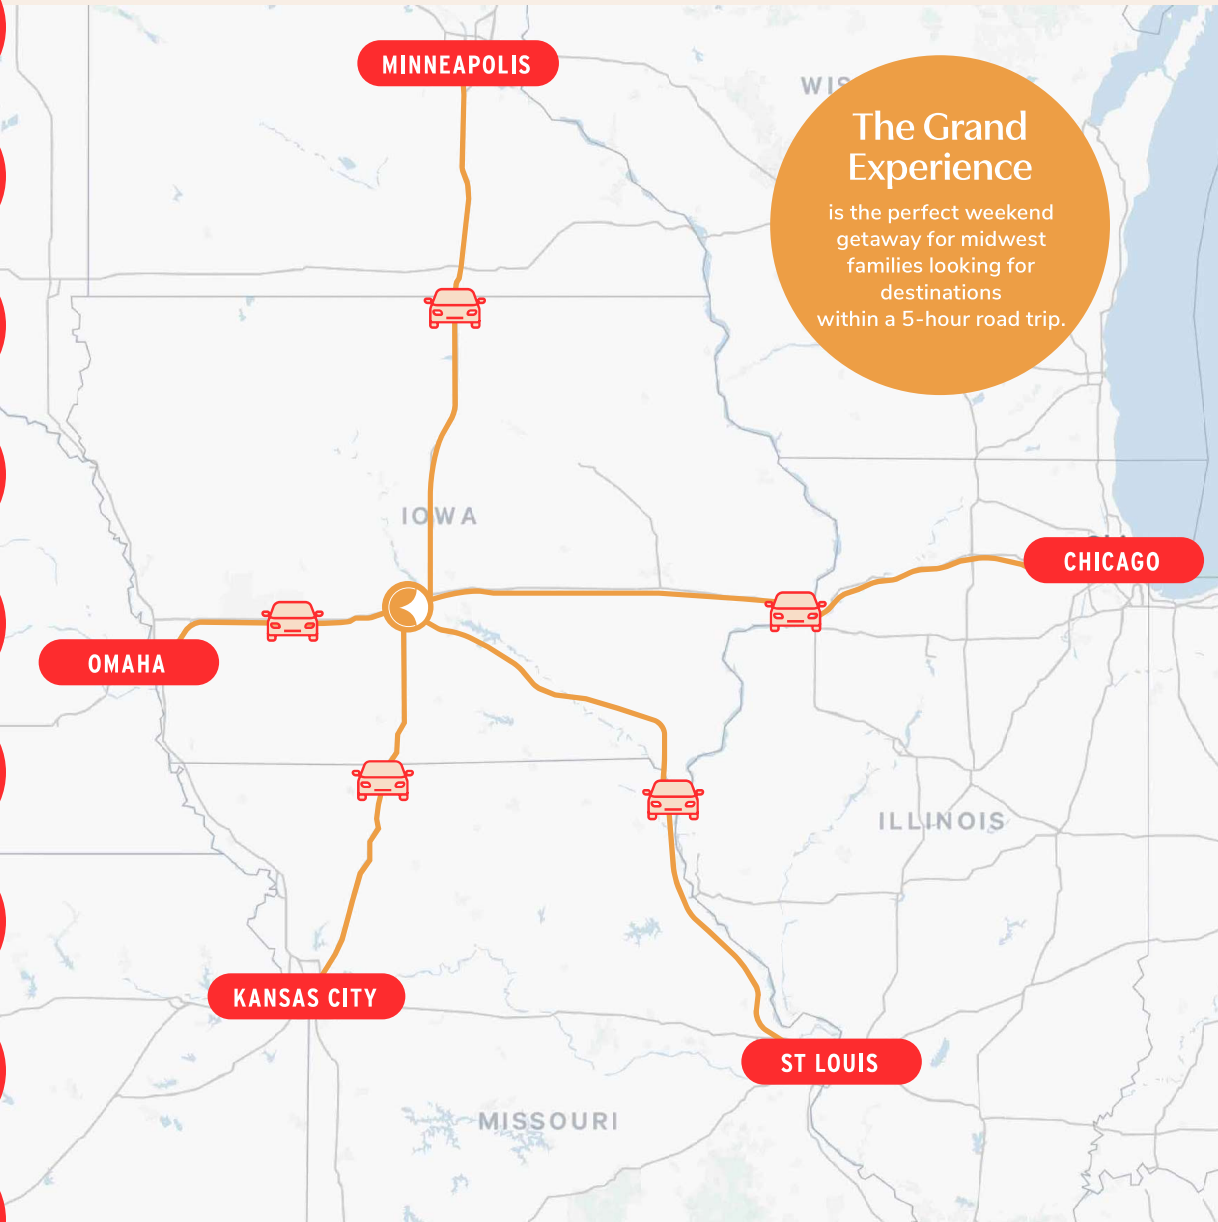 MINNEAPOLIS
The Grand
Experience
is the perfect weekend
getaway for midwest
families looking for
destinations
within a 5-hour road trip.
IOWA
CHICAGO
OMAHA
ILLINOIS
KANSAS CITY
ST LOUIS
MISSOURI